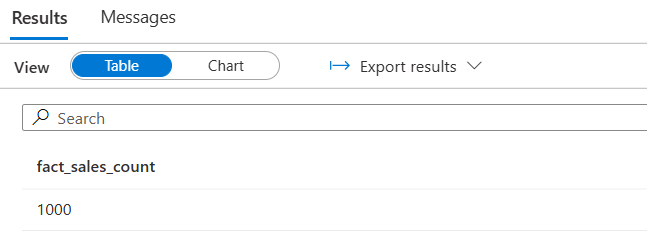 Results Messages
View Table Chart Export results
Search
fact_sales_count
1000